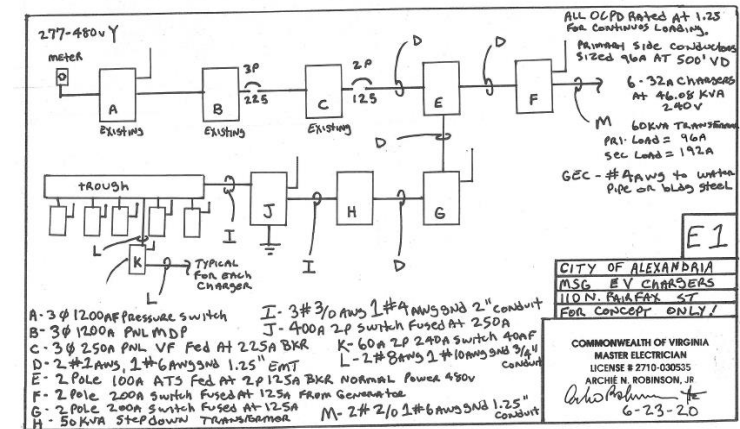 277-480V Y
METER
A
EXISTING
B
EXISTING
3P
225
C
EXISTING
2P
125
D
E
D
F
D
M
ALL OCPD RATED AT 1.25
FOR CONTINUOS LOADING.
PRIMARY SIDE CONDUCTORS
SIZED 96A AT 500' VD
6-32A CHARGERS
AT 46.08 KVA
240V
60KVA
PRI. LOAD = 96A
SEC LOAD = 192A
GEC - #4AWG TO WATER
PIPE OR BLDG STEEL
TROUGH
I
J
I
H
D
G
L
K
L
TYPICAL
FOR EACH
CHARGER
E1
CITY OF ALEXANDRIA
MSG EV CHARGERS
110 N. FAIRFAX ST
FOR CONCEPT ONLY!
A- 3Ø 1200AF PRESSURE SWITCH
B- 3Ø 1200A PNL MDP
C- 3Ø 250A PNL VF FED AT 225A BKR
D- 2#1AWG, 1#6AWG GND 1.25" EMT
E- 2 POLE 100A ATS FED AT 2P 125A BKR NORMAL POWER 480V
F- 2 POLE 200A SWITCH FUSED AT 125A FROM GENERATOR
G- 2 POLE 200A SWITCH FUSED AT 125A
H- 50KVA STEPDOWN TRANSFORMER
I- 3#3/0AWG 1#4AWG GND 2" CONDUIT
J- 400A 2P SWITCH FUSED AT 250A
K- 60A 2P 240A SWITCH 40AF
L- 2#8AWG 1#10AWG GND 3/4" CONDUIT
M- 2#2/0 1#6AWG GND 1.25" CONDUIT
COMMONWEALTH OF VIRGINIA
MASTER ELECTRICIAN
LICENSE # 2710-030535
ARCHIE N. ROBINSON, JR
6-23-20